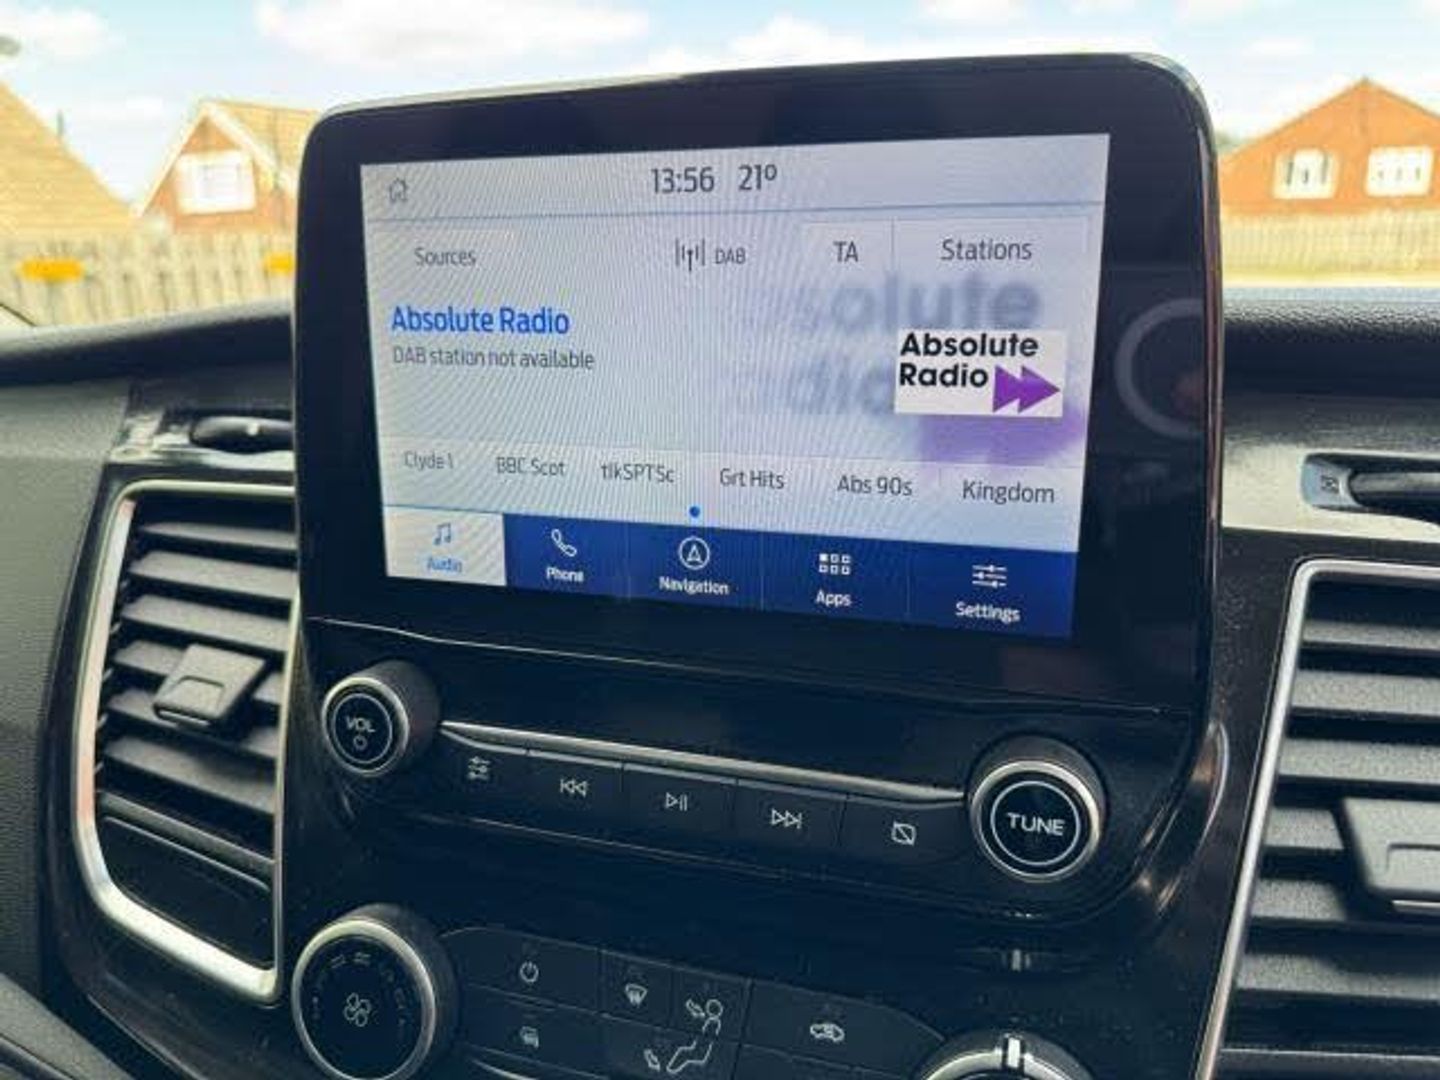 13:56 21º
Sources DAB TA Stations
Absolute Radio
DAB station not available
Absolute
Radio
Clyde 1 BBC Scot tlkSPTSc Grt Hits Abs 90s Kingdom
Audio Phone Navigation Apps Settings
VOL
TUNE